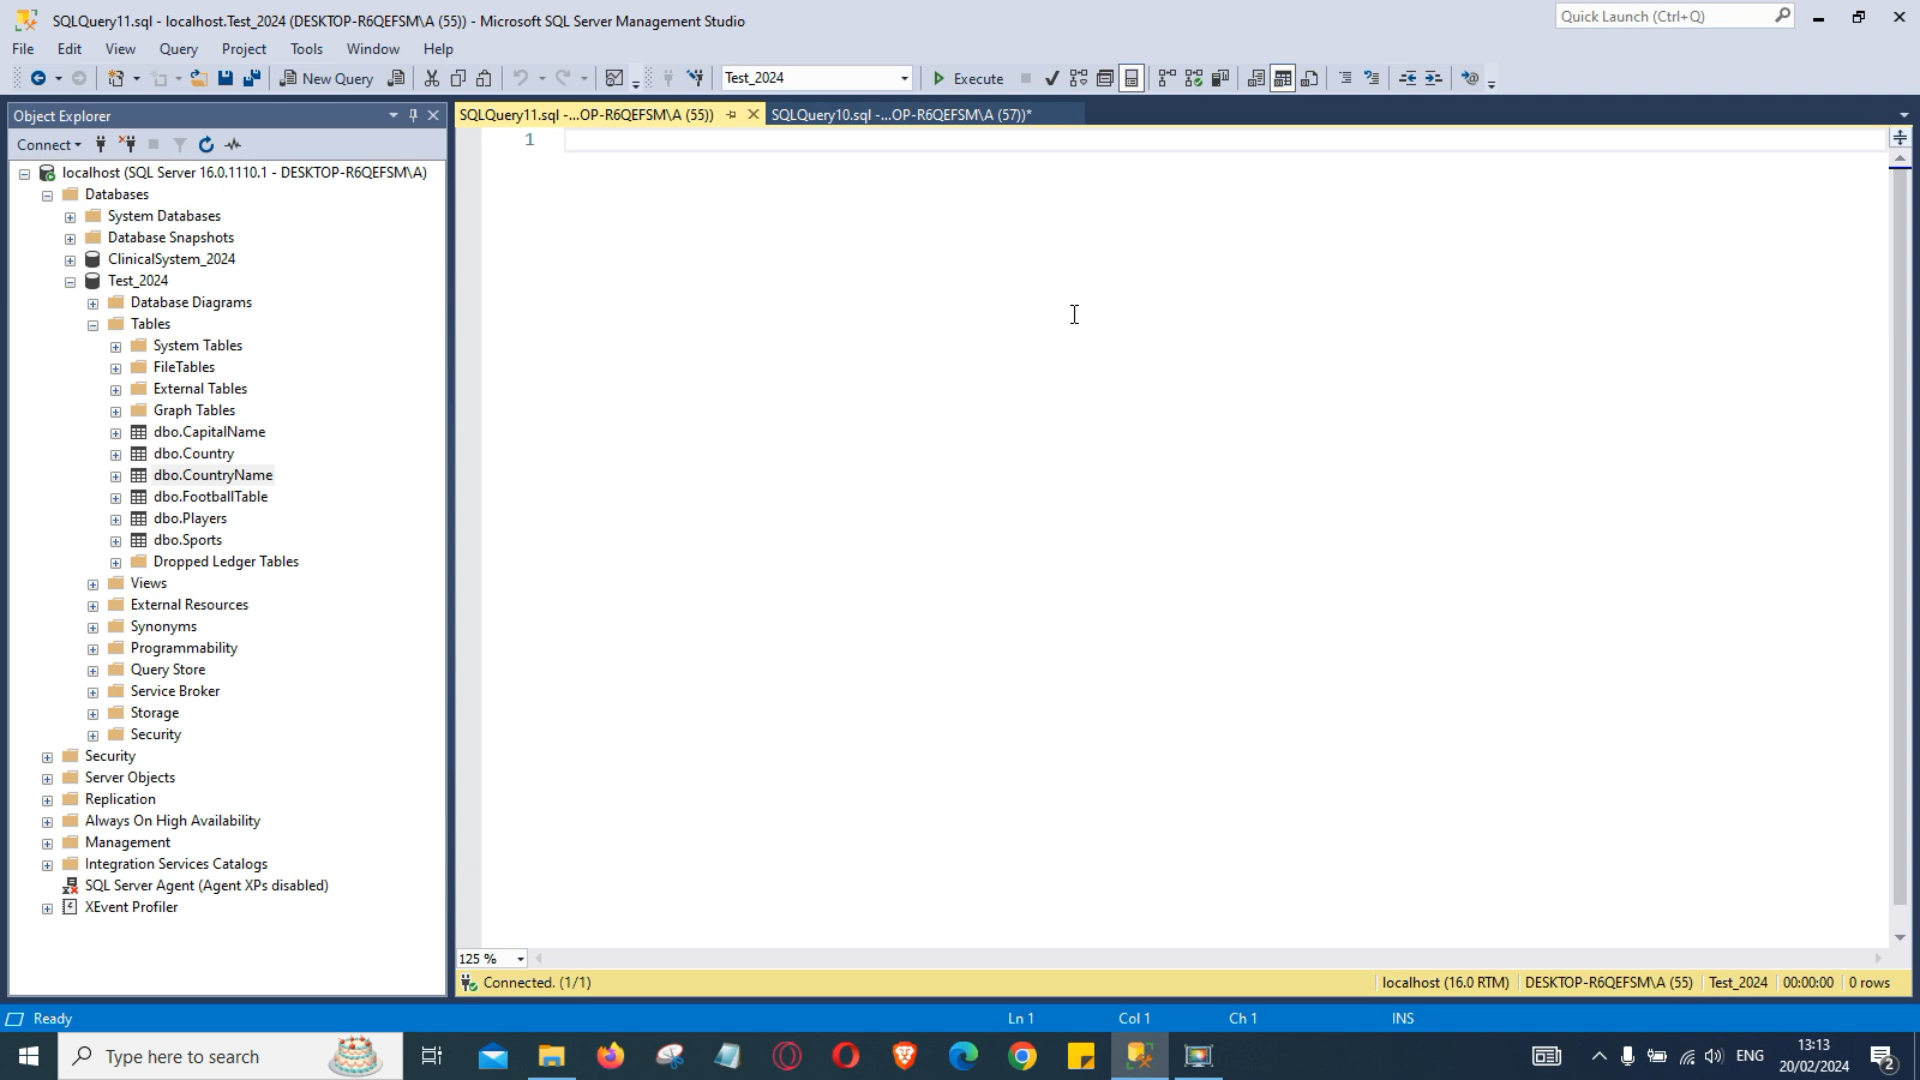 SQLQuery11.sql - localhost.Test_2024 (DESKTOP-R6QEFSM\A (55)) - Microsoft SQL Server Management Studio
Quick Launch (Ctrl+Q)
File Edit View Query Project Tools Window Help
New Query Test_2024 Execute
Object Explorer
SQLQuery11.sql -...OP-R6QEFSM\A (55)) SQLQuery10.sql -...OP-R6QEFSM\A (57))*
Connect
1
localhost (SQL Server 16.0.1110.1 - DESKTOP-R6QEFSM\A)
Databases
System Databases
Database Snapshots
ClinicalSystem_2024
Test_2024
Database Diagrams
Tables
System Tables
FileTables
External Tables
Graph Tables
dbo.CapitalName
dbo.Country
dbo.CountryName
dbo.FootballTable
dbo.Players
dbo.Sports
Dropped Ledger Tables
Views
External Resources
Synonyms
Programmability
Query Store
Service Broker
Storage
Security
Security
Server Objects
Replication
Always On High Availability
Management
Integration Services Catalogs
SQL Server Agent (Agent XPs disabled)
XEvent Profiler
125 %
Connected. (1/1) localhost (16.0 RTM) DESKTOP-R6QEFSM\A (55) Test_2024 00:00:00 0 rows
Ready Ln 1 Col 1 Ch 1 INS
Type here to search
ENG
13:13
20/02/2024
2